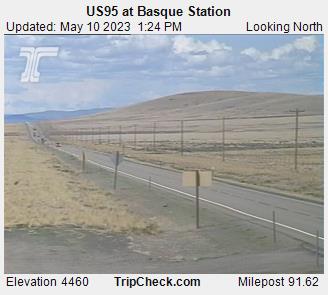 US95 at Basque Station
Updated: May 10 2023 1:24 PM Looking North
Elevation 4460 TripCheck.com Milepost 91.62